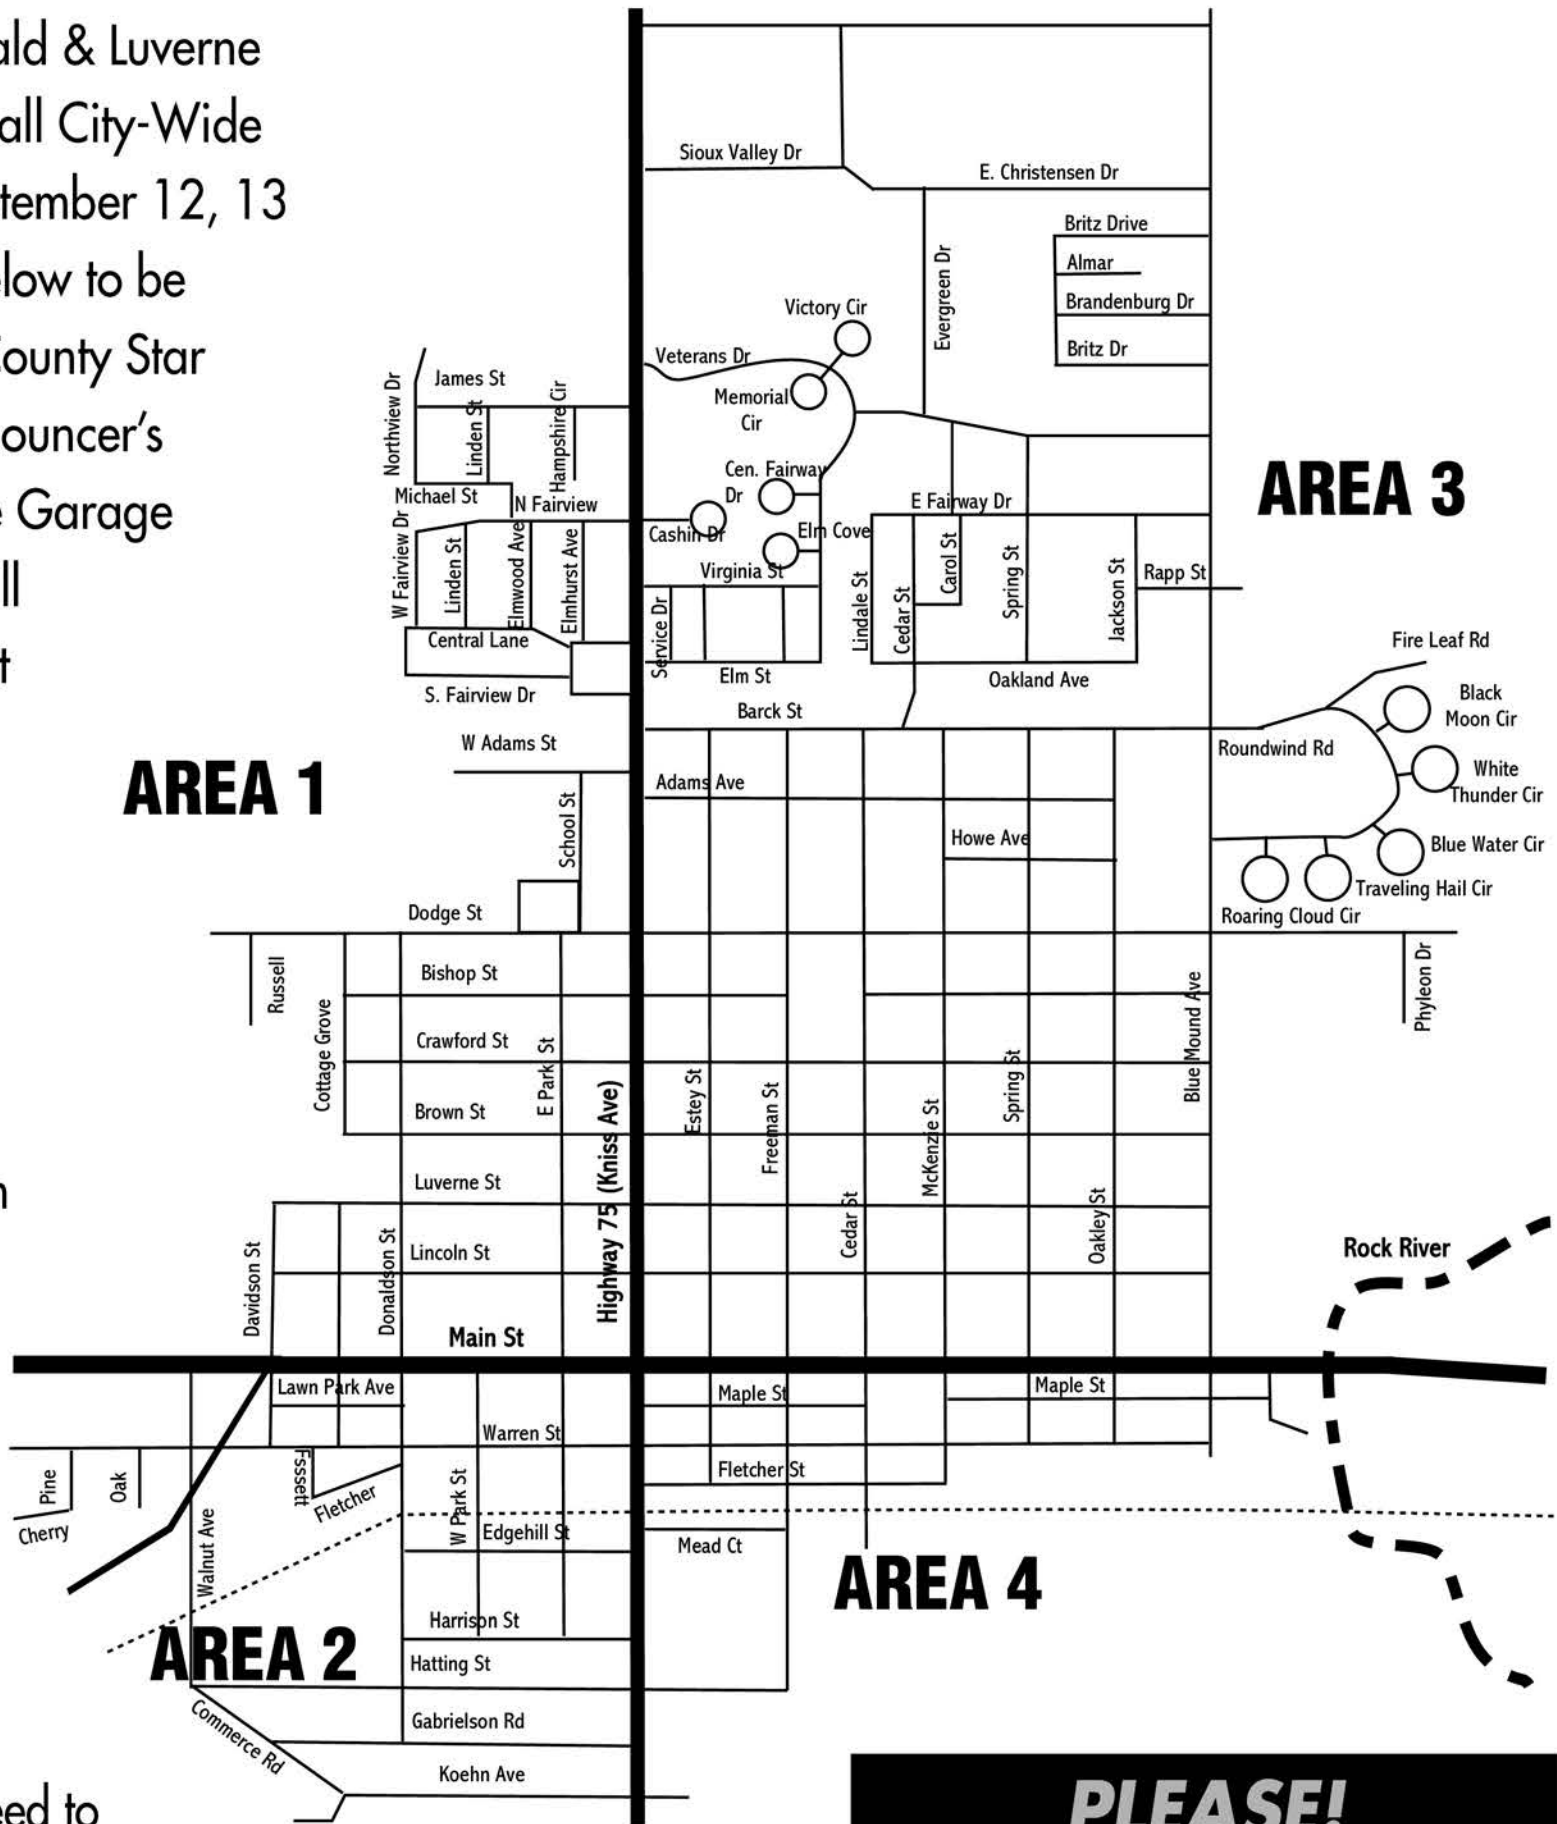 ald & Luverne
all City-Wide
tember 12, 13
elow to be
County Star
ouncer's
e Garage
ll
t
n
eed to
Sioux Valley Dr
E. Christensen Dr
Britz Drive
Almar
Brandenburg Dr
Britz Dr
Evergreen Dr
Victory Cir
Veterans Dr
Memorial
Cir
James St
Northview Dr
Linden St
Hampshire Cir
Michael St
N Fairview
Cen. Fairway
Dr
E Fairway Dr
AREA 3
Cashin Dr
Elm Cove
W Fairview Dr
Linden St
Elmwood Ave
Elmhurst Ave
Virginia St
Service Dr
Lindale St
Cedar St
Carol St
Spring St
Jackson St
Rapp St
Central Lane
Elm St
Oakland Ave
S. Fairview Dr
Fire Leaf Rd
Black
Moon Cir
Barck St
Roundwind Rd
W Adams St
White
Thunder Cir
AREA 1
Adams Ave
School St
Howe Ave
Blue Water Cir
Traveling Hail Cir
Roaring Cloud Cir
Dodge St
Russell
Bishop St
Cottage Grove
Crawford St
E Park St
Brown St
Highway 75 (Kniss Ave)
Estey St
Freeman St
Cedar St
McKenzie St
Spring St
Oakley St
Blue Mound Ave
Phyleon Dr
Luverne St
Davidson St
Donaldson St
Lincoln St
Rock River
Main St
Lawn Park Ave
Maple St
Maple St
Warren St
Pine
Oak
Fsssett
Fletcher
Fletcher St
Cherry
Walnut Ave
W Park St
Edgehill St
Mead Ct
AREA 4
Harrison St
AREA 2
Hatting St
Commerce Rd
Gabrielson Rd
Koehn Ave
PLEASE!